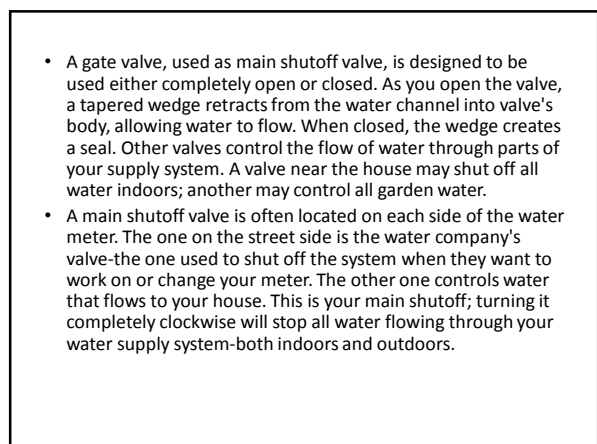 • A gate valve, used as main shutoff valve, is designed to be
used either completely open or closed. As you open the valve,
a tapered wedge retracts from the water channel into valve's
body, allowing water to flow. When closed, the wedge creates
a seal. Other valves control the flow of water through parts of
your supply system. A valve near the house may shut off all
water indoors; another may control all garden water.
• A main shutoff valve is often located on each side of the water
meter. The one on the street side is the water company's
valve-the one used to shut off the system when they want to
work on or change your meter. The other one controls water
that flows to your house. This is your main shutoff; turning it
completely clockwise will stop all water flowing through your
water supply system-both indoors and outdoors.